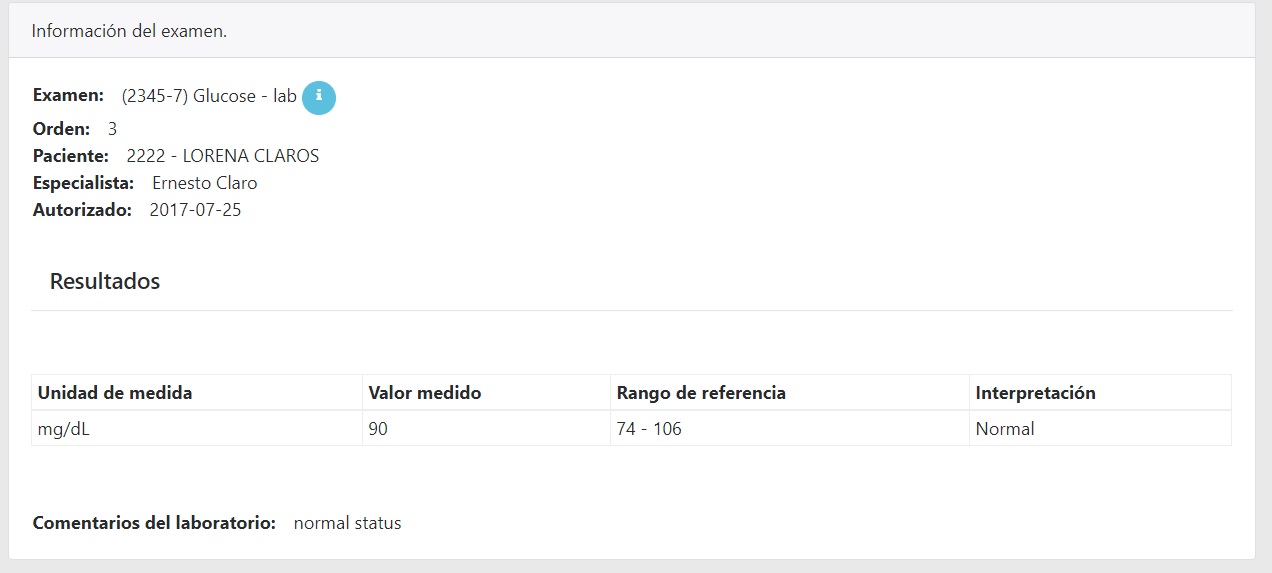 Información del examen.
Examen: (2345-7) Glucose - lab i
Orden: 3
Paciente: 2222 - LORENA CLAROS
Especialista: Ernesto Claro
Autorizado: 2017-07-25
Resultados
Unidad de medida Valor medido Rango de referencia Interpretación
mg/dL 90 74 - 106 Normal
Comentarios del laboratorio: normal status